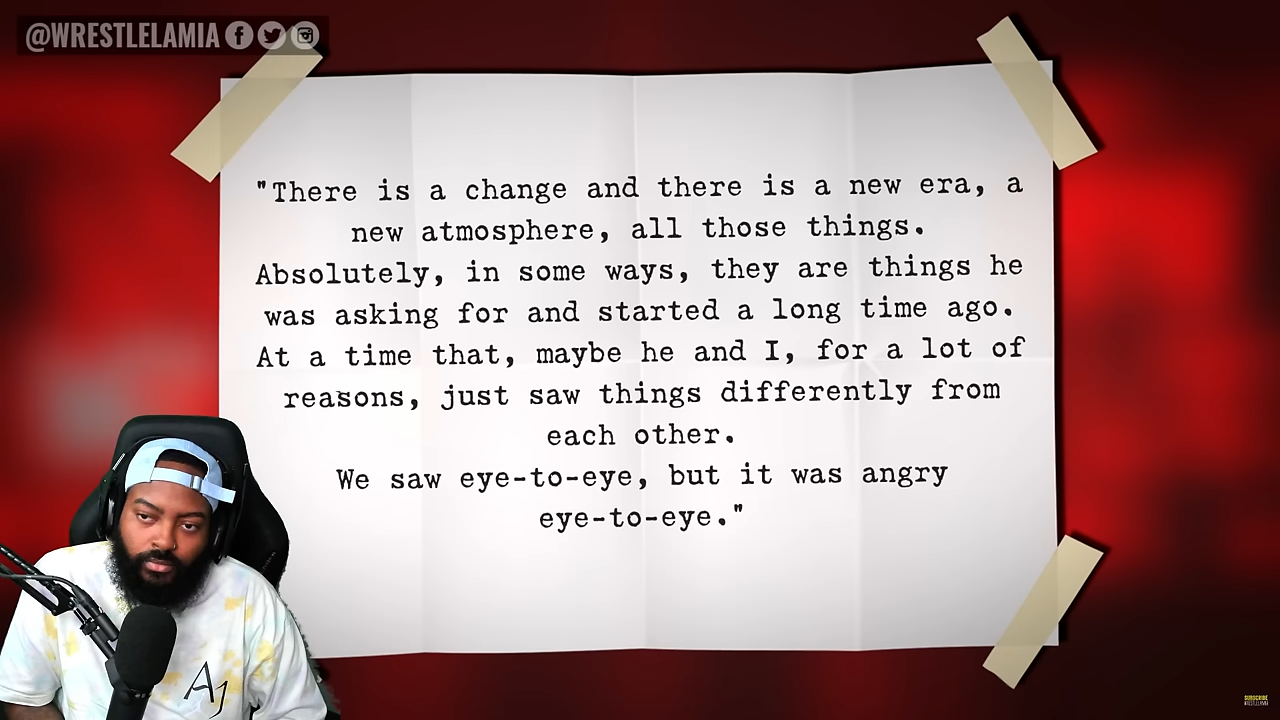 @WRESTLELAMIA
"There is a change and there is a new era, a
new atmosphere, all those things.
Absolutely, in some ways, they are things he
was asking for and started a long time ago.
At a time that, maybe he and I, for a lot of
reasons, just saw things differently from
each other.
We saw eye-to-eye, but it was angry
eye-to-eye."
AJ
SUBSCRIBE
WRESTLELAMIA